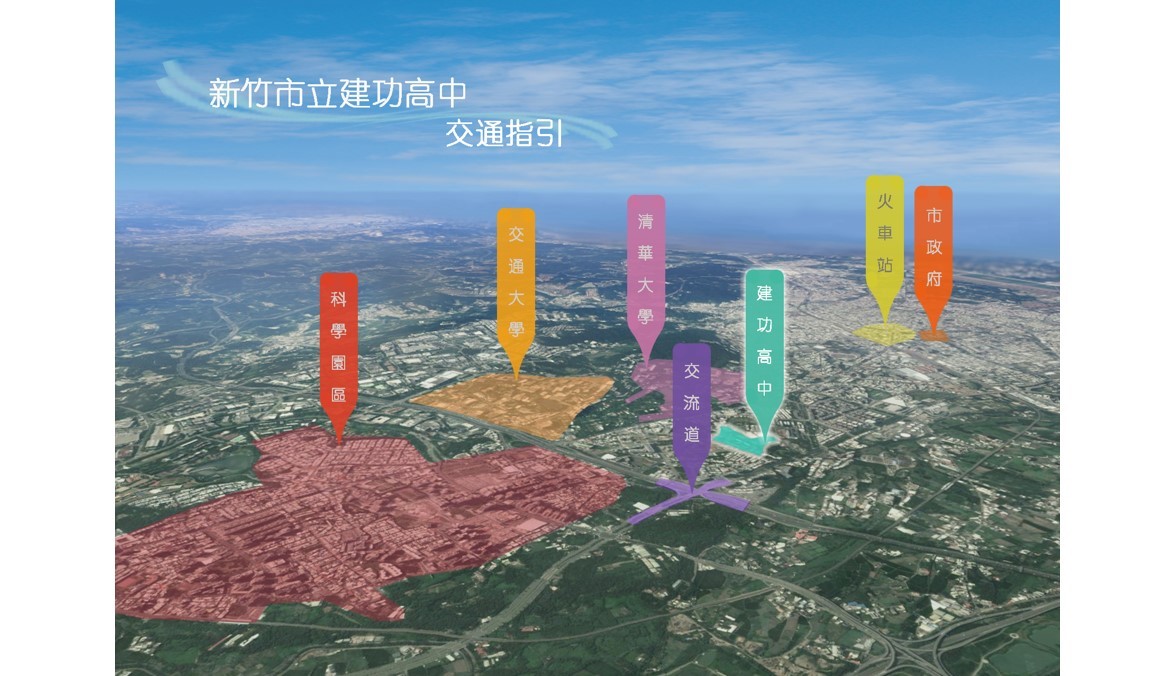 新竹市立建功高中
交通指引
科學園區
交通大學
清華大學
交流道
建功高中
火車站
市政府